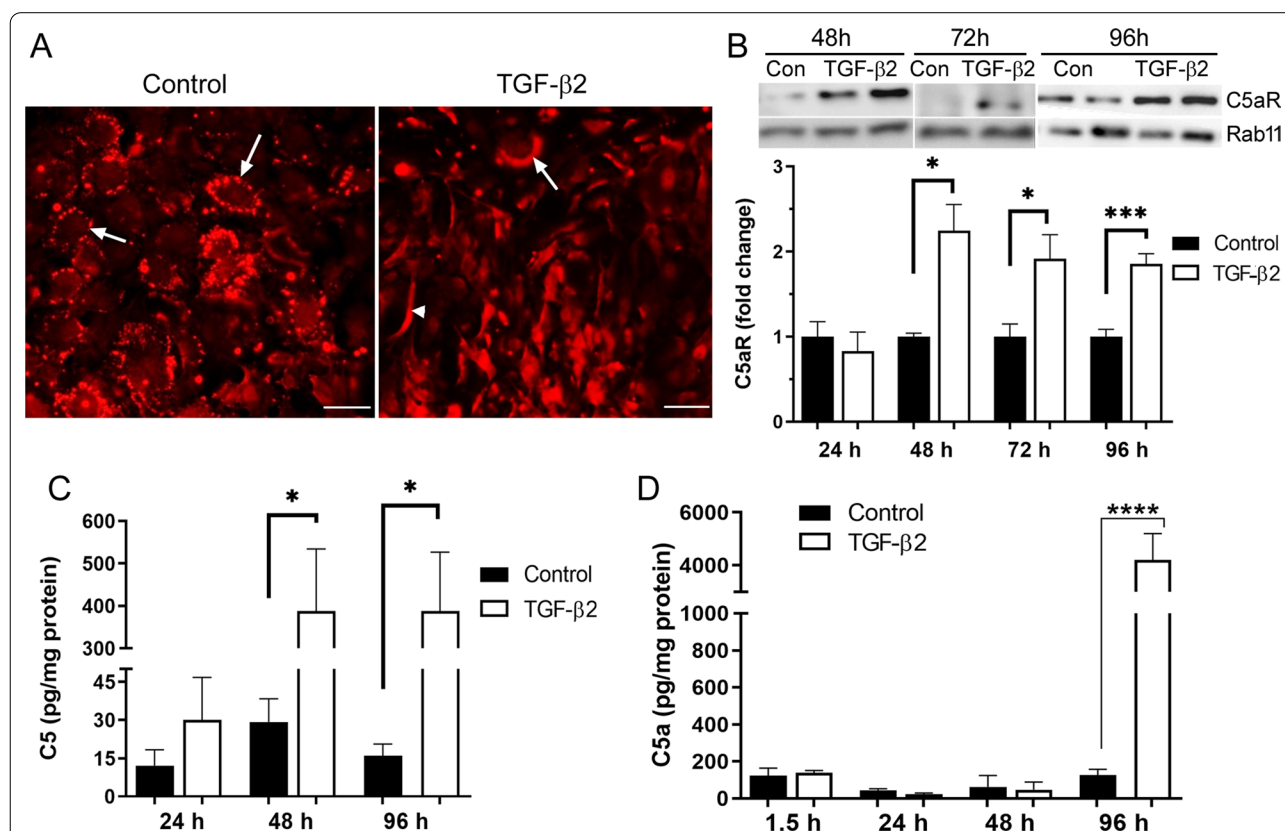 A
Control
TGF-β2
B
48h
72h
96h
Con
TGF-β2
Con
TGF-β2
Con
TGF-β2
C5aR
Rab11
C5aR (fold change)
3
2
1
0
*
*
***
Control
TGF-β2
24 h
48 h
72 h
96 h
C
C5 (pg/mg protein)
600
500
400
300
45
30
15
0
*
*
Control
TGF-β2
24 h
48 h
96 h
D
C5a (pg/mg protein)
6000
4000
1000
800
600
400
200
0
Control
TGF-β2
****
1.5 h
24 h
48 h
96 h